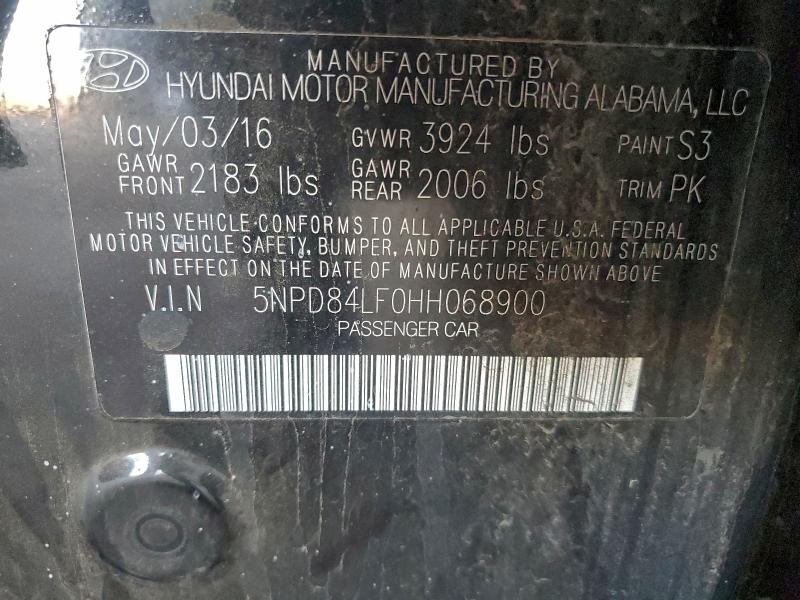 MANUFACTURED BY
HYUNDAI MOTOR MANUFACTURING ALABAMA, LLC
May/03/16 GVWR 3924 lbs PAINT S3
GAWR FRONT 2183 lbs GAWR REAR 2006 lbs TRIM PK
THIS VEHICLE CONFORMS TO ALL APPLICABLE U.S.A. FEDERAL
MOTOR VEHICLE SAFETY, BUMPER, AND THEFT PREVENTION STANDARDS
IN EFFECT ON THE DATE OF MANUFACTURE SHOWN ABOVE
V.I.N 5NPD84LF0HH068900
PASSENGER CAR